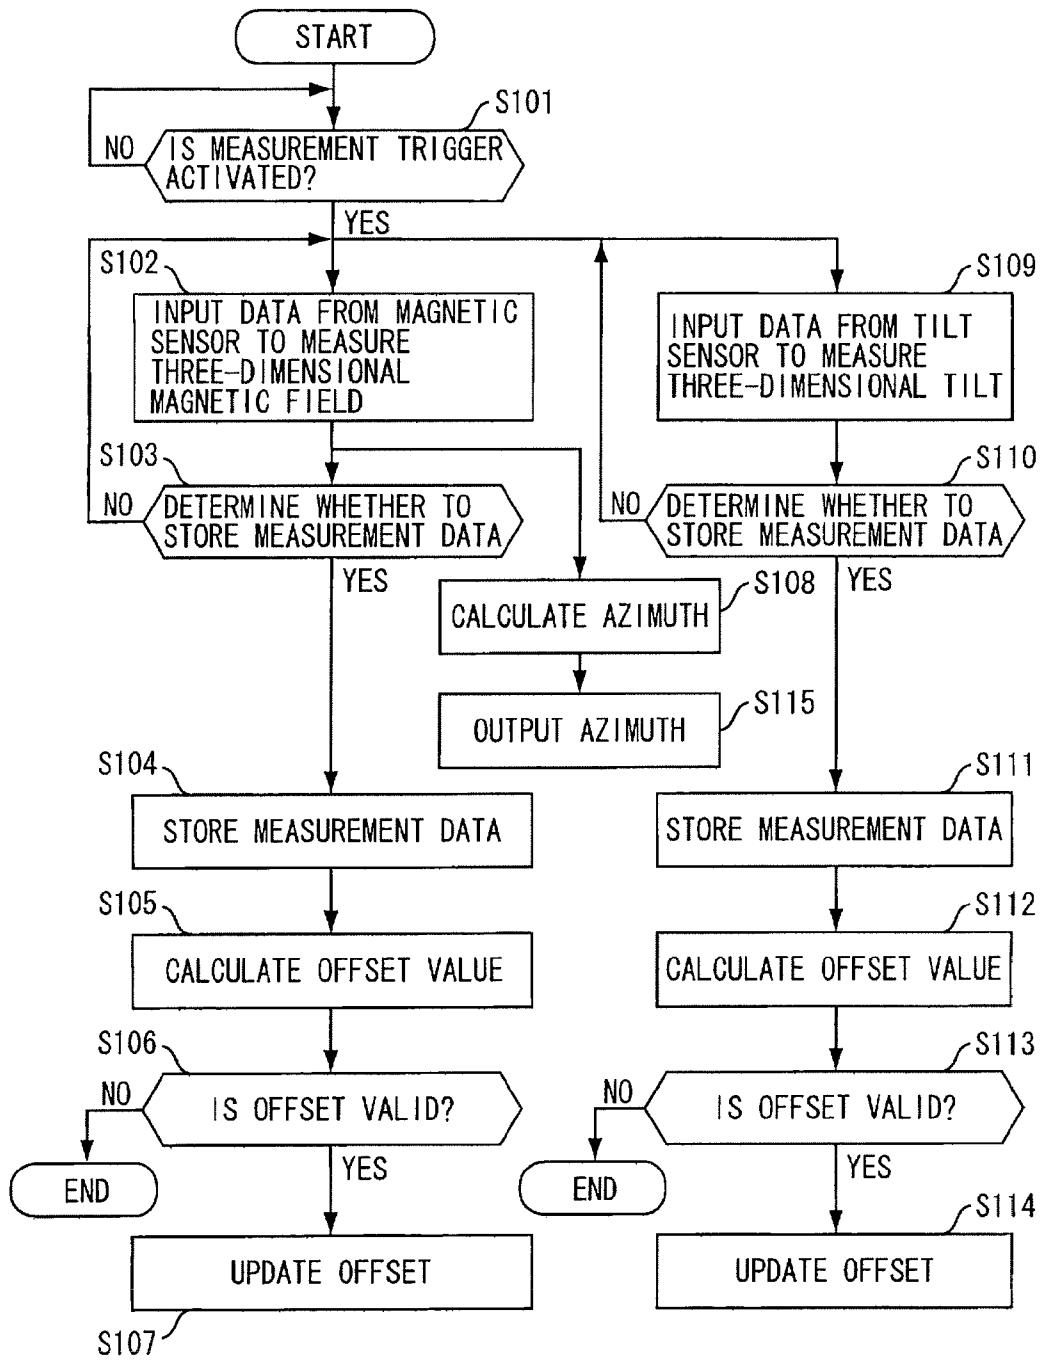 START
S101
NO
IS MEASUREMENT TRIGGER
ACTIVATED?
YES
S102
INPUT DATA FROM MAGNETIC
SENSOR TO MEASURE
THREE-DIMENSIONAL
MAGNETIC FIELD
S109
INPUT DATA FROM TILT
SENSOR TO MEASURE
THREE-DIMENSIONAL TILT
S103
NO
DETERMINE WHETHER TO
STORE MEASUREMENT DATA
YES
S110
NO
DETERMINE WHETHER TO
STORE MEASUREMENT DATA
YES
S108
CALCULATE AZIMUTH
S115
OUTPUT AZIMUTH
S104
STORE MEASUREMENT DATA
S111
STORE MEASUREMENT DATA
S105
CALCULATE OFFSET VALUE
S112
CALCULATE OFFSET VALUE
S106
NO
IS OFFSET VALID?
YES
END
S113
NO
IS OFFSET VALID?
YES
END
UPDATE OFFSET
S107
S114
UPDATE OFFSET